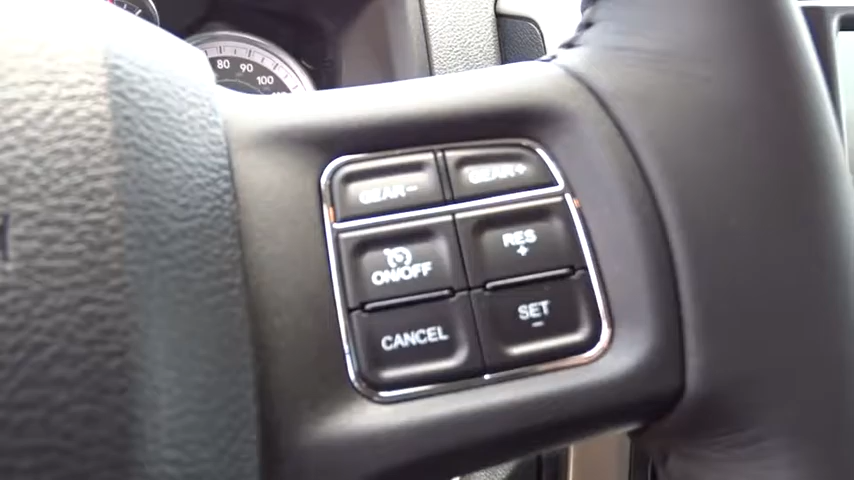 80 90 100
GEAR− GEAR+
ON/OFF
RES
+
CANCEL
SET
−